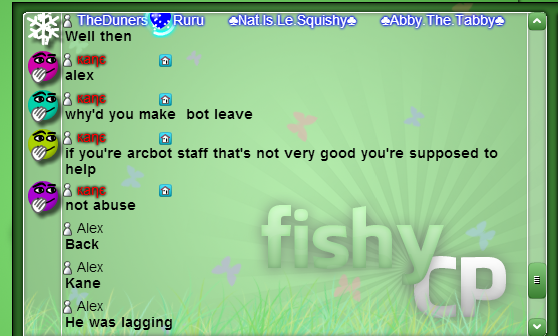 TheDuners Ruru ♣Nat.Is.Le.Squishy♣ ♣Abby.The.Tabby♣
Well then
KaNE
alex
KaNE
why'd you make bot leave
KaNE
if you're arcbot staff that's not very good you're supposed to
help
KaNE
not abuse
Alex
Back
Alex
Kane
Alex
He was lagging
fishy
CP